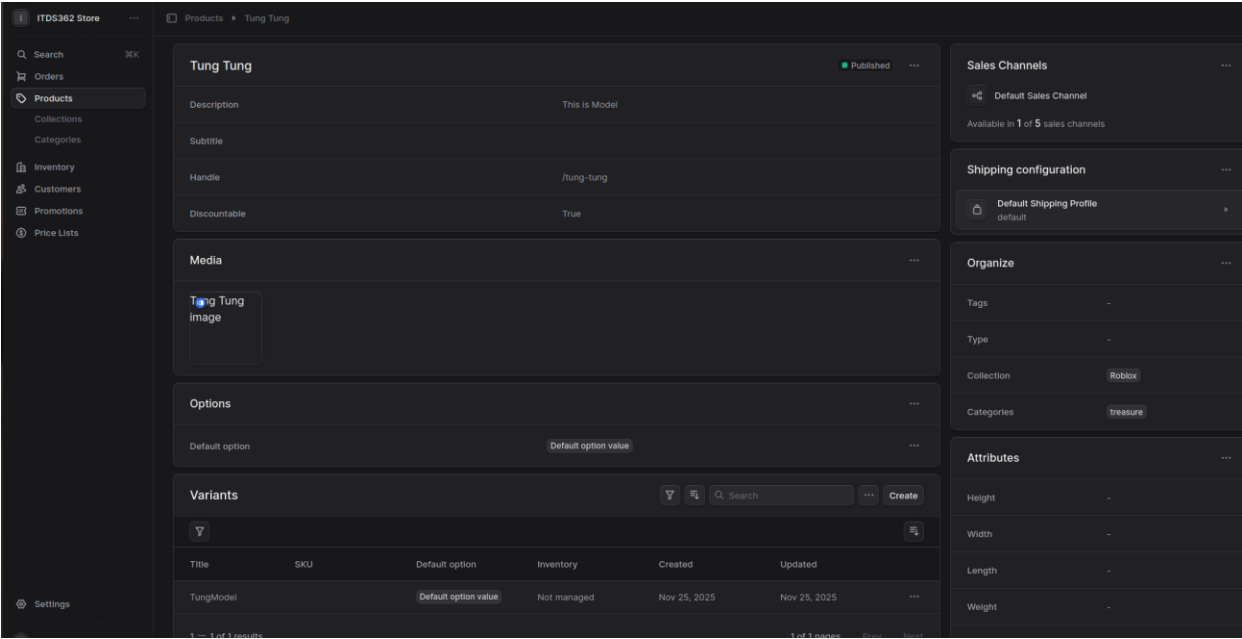 I ITDS362 Store
Products Tung Tung
Search ⌘K
Orders
Products
Collections
Categories
Inventory
Customers
Promotions
Price Lists
Settings
Tung Tung
Published
Description This is Model
Subtitle
Handle /tung-tung
Discountable True
Media
Tung Tung
image
Options
Default option Default option value
Variants
Search
Create
Title SKU Default option Inventory Created Updated
TungModel Default option value Not managed Nov 25, 2025 Nov 25, 2025
1 — 1 of 1 results 1 of 1 pages Prev Next
Sales Channels
Default Sales Channel
Available in 1 of 5 sales channels
Shipping configuration
Default Shipping Profile
default
Organize
Tags -
Type -
Collection Roblox
Categories treasure
Attributes
Height -
Width -
Length -
Weight -